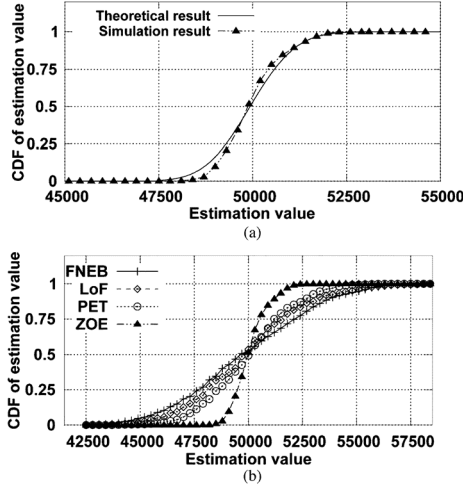 Theoretical result
Simulation result
CDF of estimation value
1
0.75
0.5
0.25
0
45000 47500 50000 52500 55000
Estimation value
(a)
FNEB
LoF
PET
ZOE
CDF of estimation value
1
0.75
0.5
0.25
0
42500 45000 47500 50000 52500 55000 57500
Estimation value
(b)